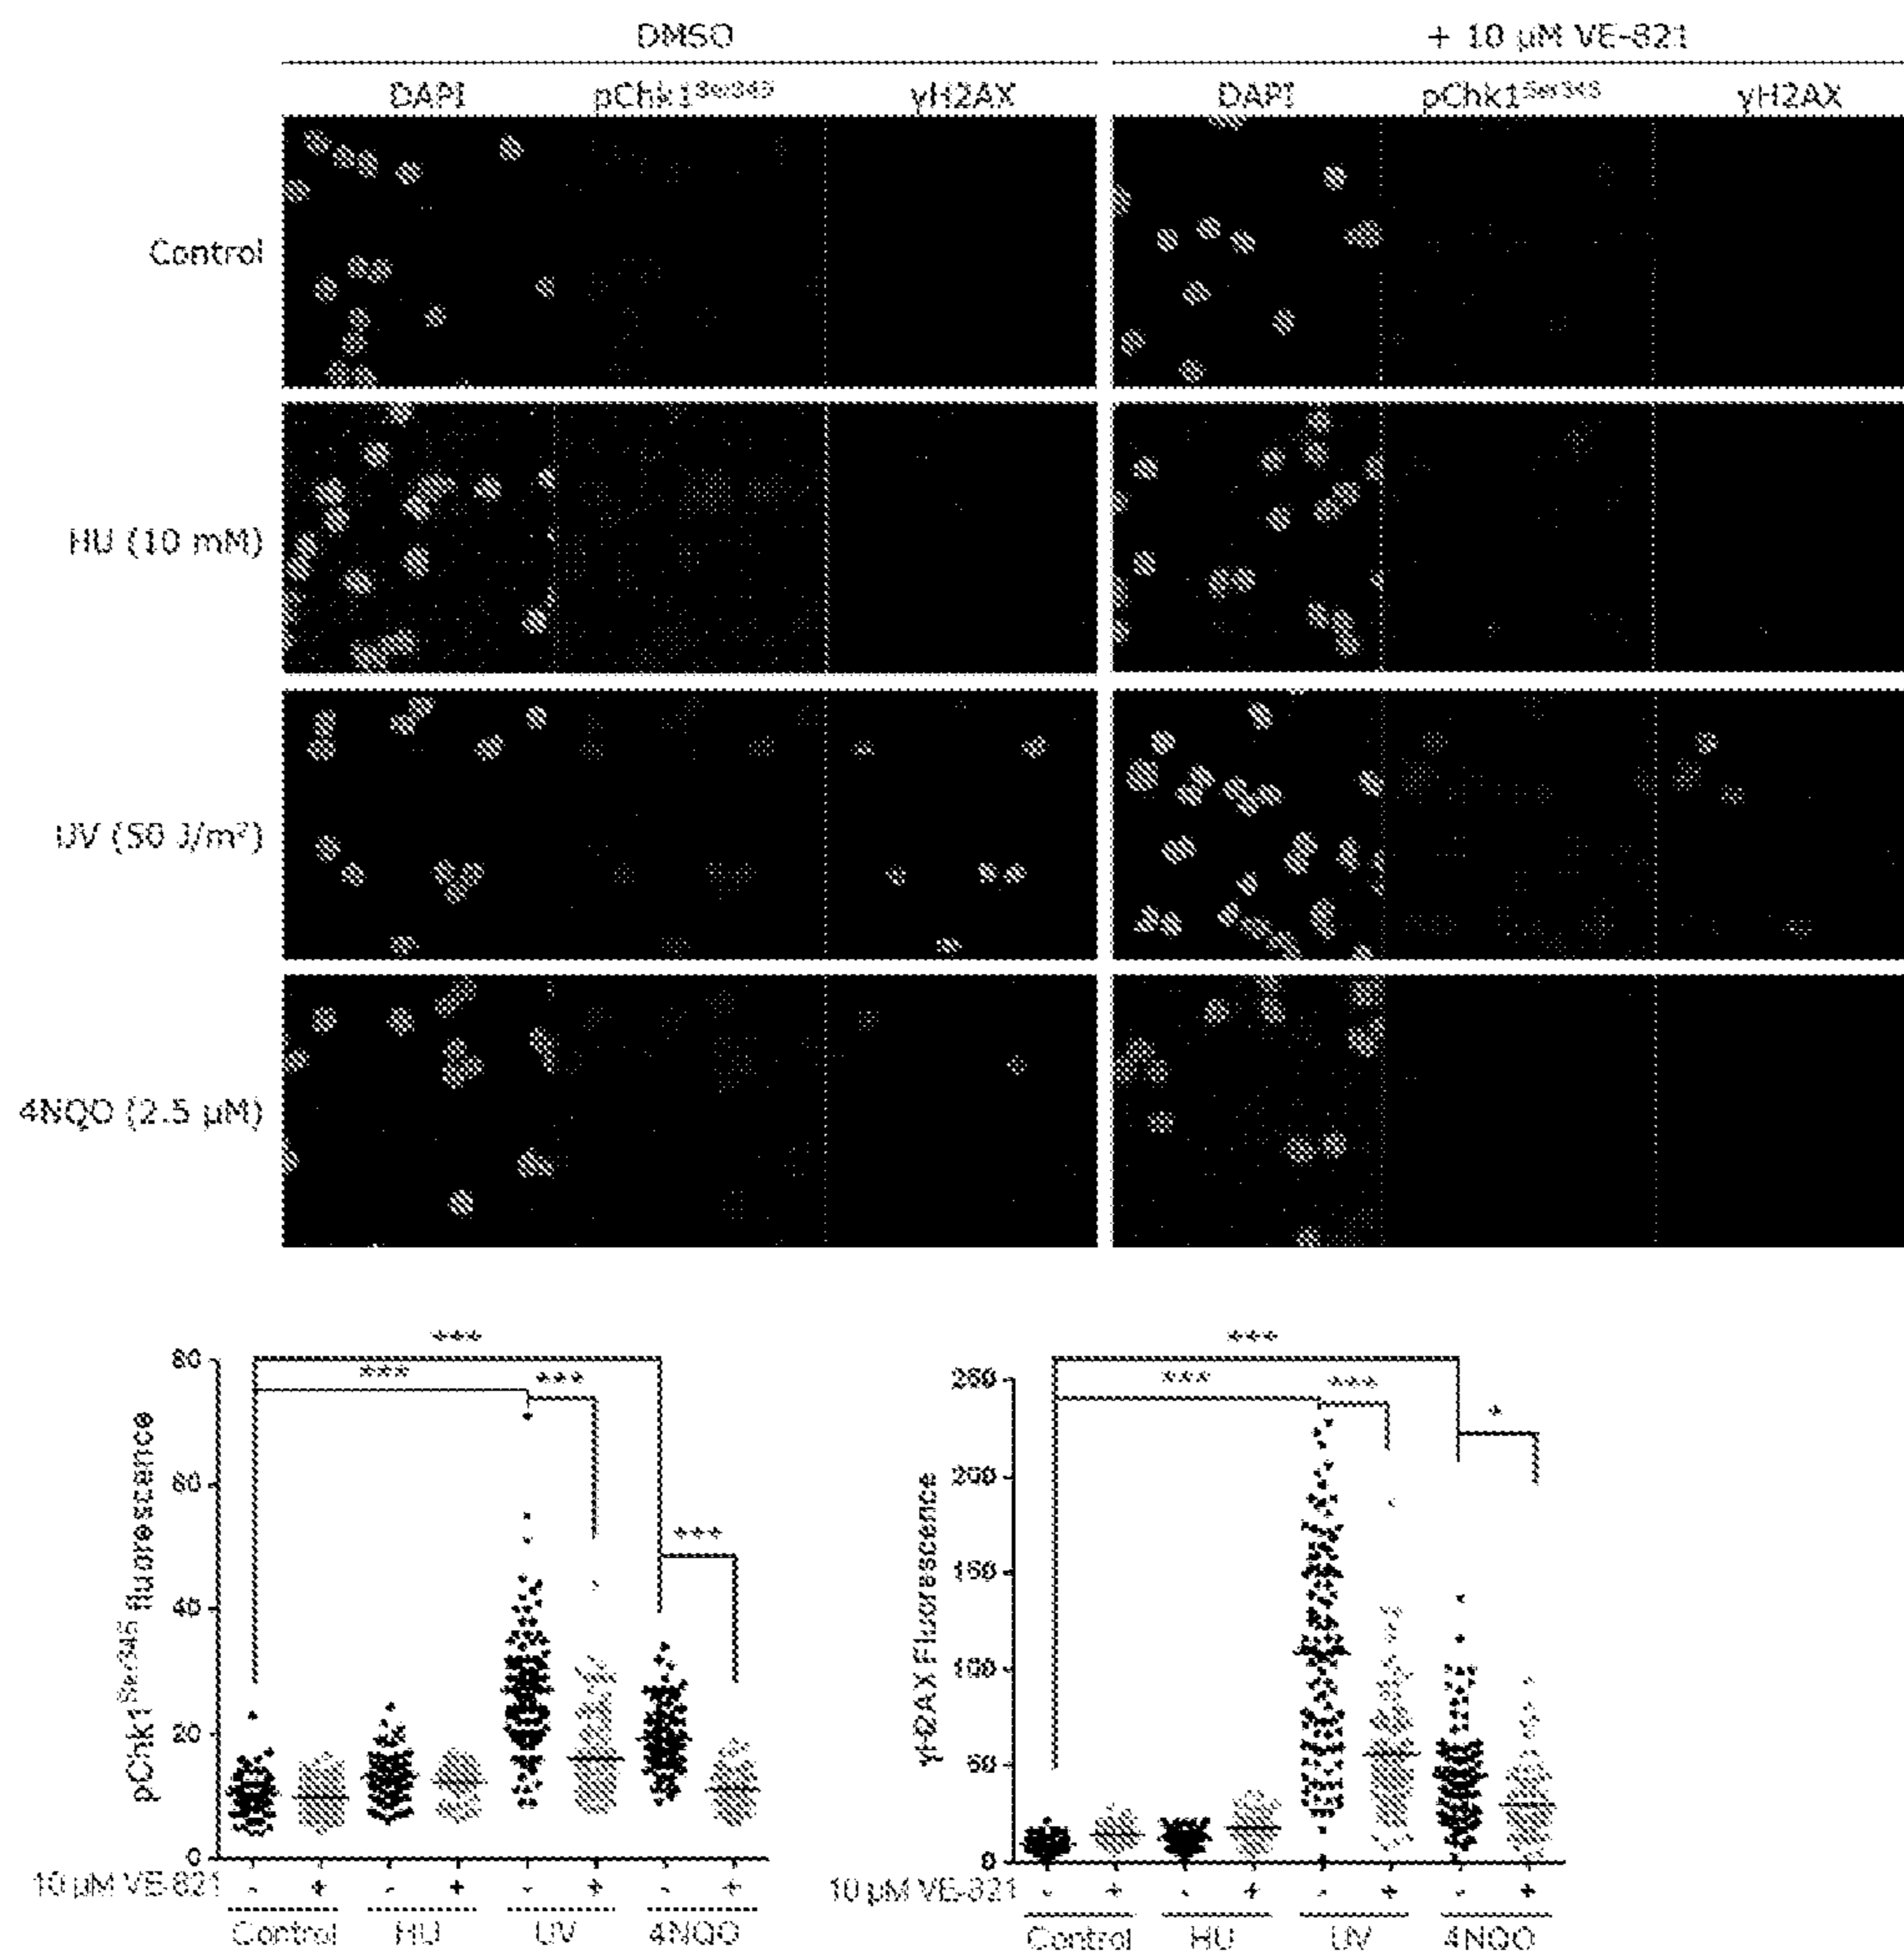 DMSO + 10 µM VE-821
DAPI pChk1Ser345 γH2AX DAPI pChk1Ser345 γH2AX
Control
HU (10 mM)
UV (50 J/m²)
4NQO (2.5 µM)
*** ***
*** *** *** ***
*
***
pChk1Ser345 fluorescence
80
60
40
20
0
10 µM VE-821 - + - + - + - +
Control HU UV 4NQO
γH2AX Fluorescence
250
200
150
100
50
0
10 µM VE-821 - + - + - + - +
Control HU UV 4NQO